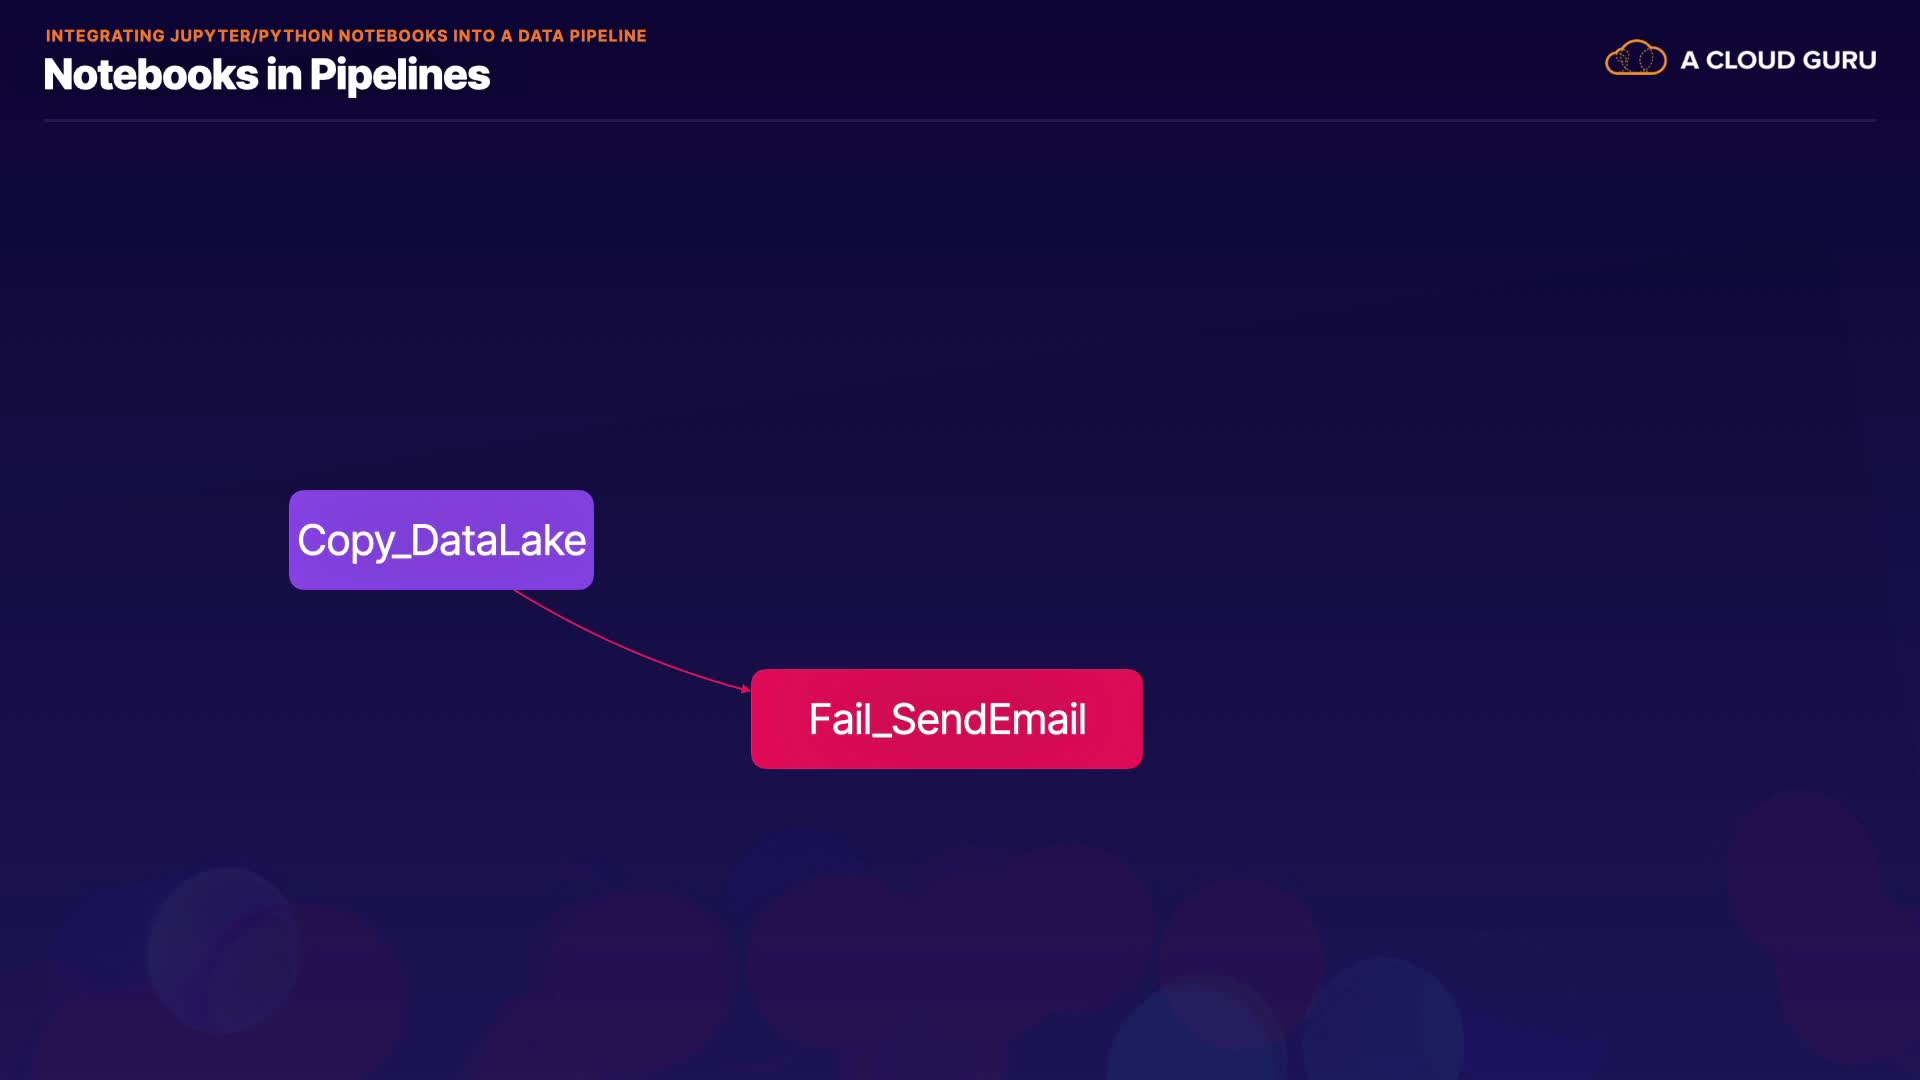 INTEGRATING JUPYTER/PYTHON NOTEBOOKS INTO A DATA PIPELINE
Notebooks in Pipelines
A CLOUD GURU
Copy_DataLake
Fail_SendEmail